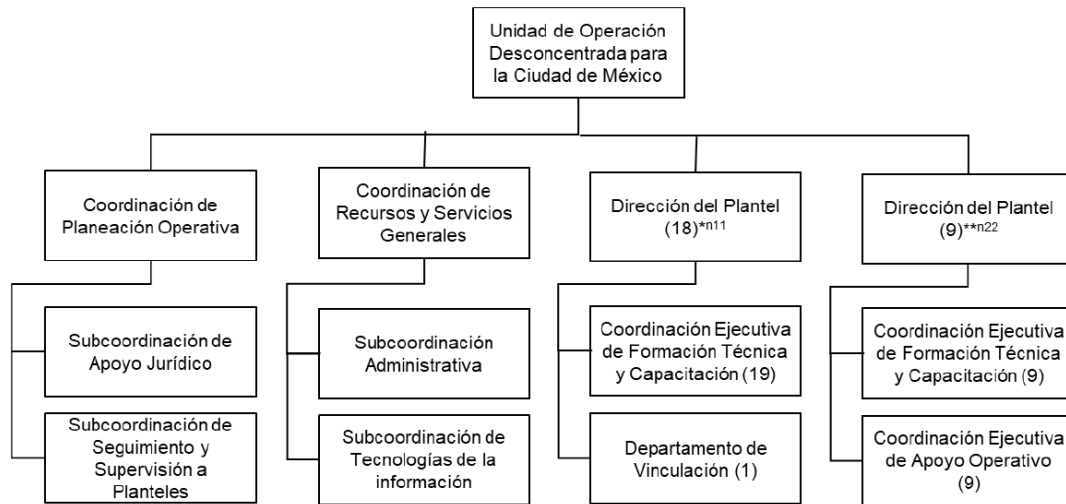 Unidad de Operación
Desconcentrada para
la Ciudad de México
Coordinación de
Planeación Operativa
Coordinación de
Recursos y Servicios
Generales
Dirección del Plantel
(18)*n11
Dirección del Plantel
(9)**n22
Subcoordinación de
Apoyo Jurídico
Subcoordinación
Administrativa
Coordinación Ejecutiva
de Formación Técnica
y Capacitación (19)
Coordinación Ejecutiva
de Formación Técnica
y Capacitación (9)
Subcoordinación de
Seguimiento y
Supervisión a
Planteles
Subcoordinación de
Tecnologías de la
información
Departamento de
Vinculación (1)
Coordinación Ejecutiva
de Apoyo Operativo
(9)